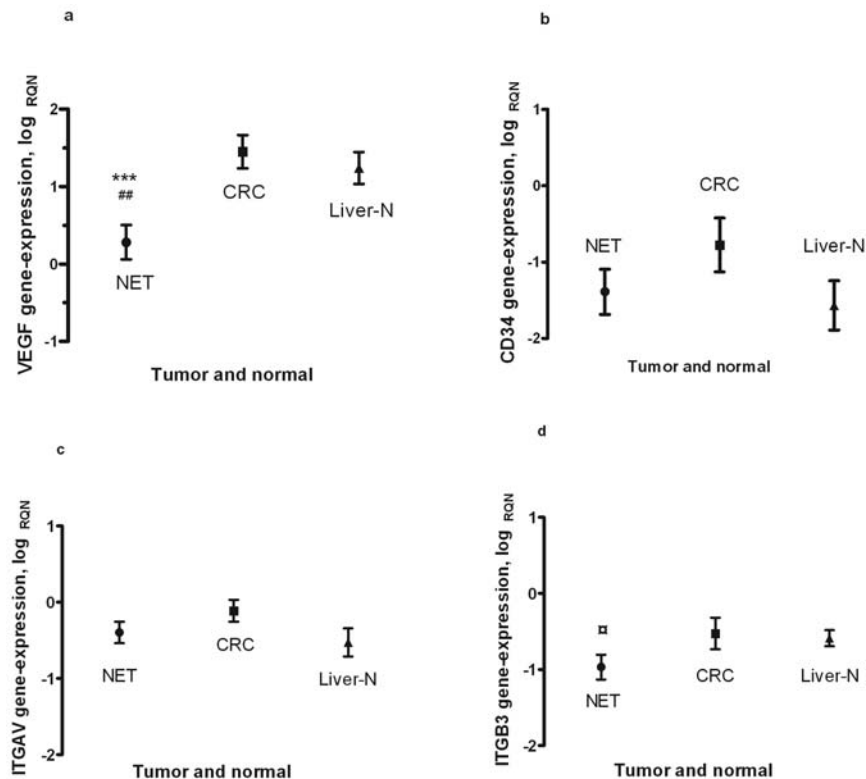 a
VEGF gene-expression, log RQN
2
1
0
-1
***
##
NET
CRC
Liver-N
Tumor and normal
b
CD34 gene-expression, log RQN
1
0
-1
-2
NET
CRC
Liver-N
Tumor and normal
c
ITGAV gene-expression, log RQN
1
0
-1
-2
NET
CRC
Liver-N
Tumor and normal
d
ITGB3 gene-expression, log RQN
1
0
-1
-2
¤
NET
CRC
Liver-N
Tumor and normal